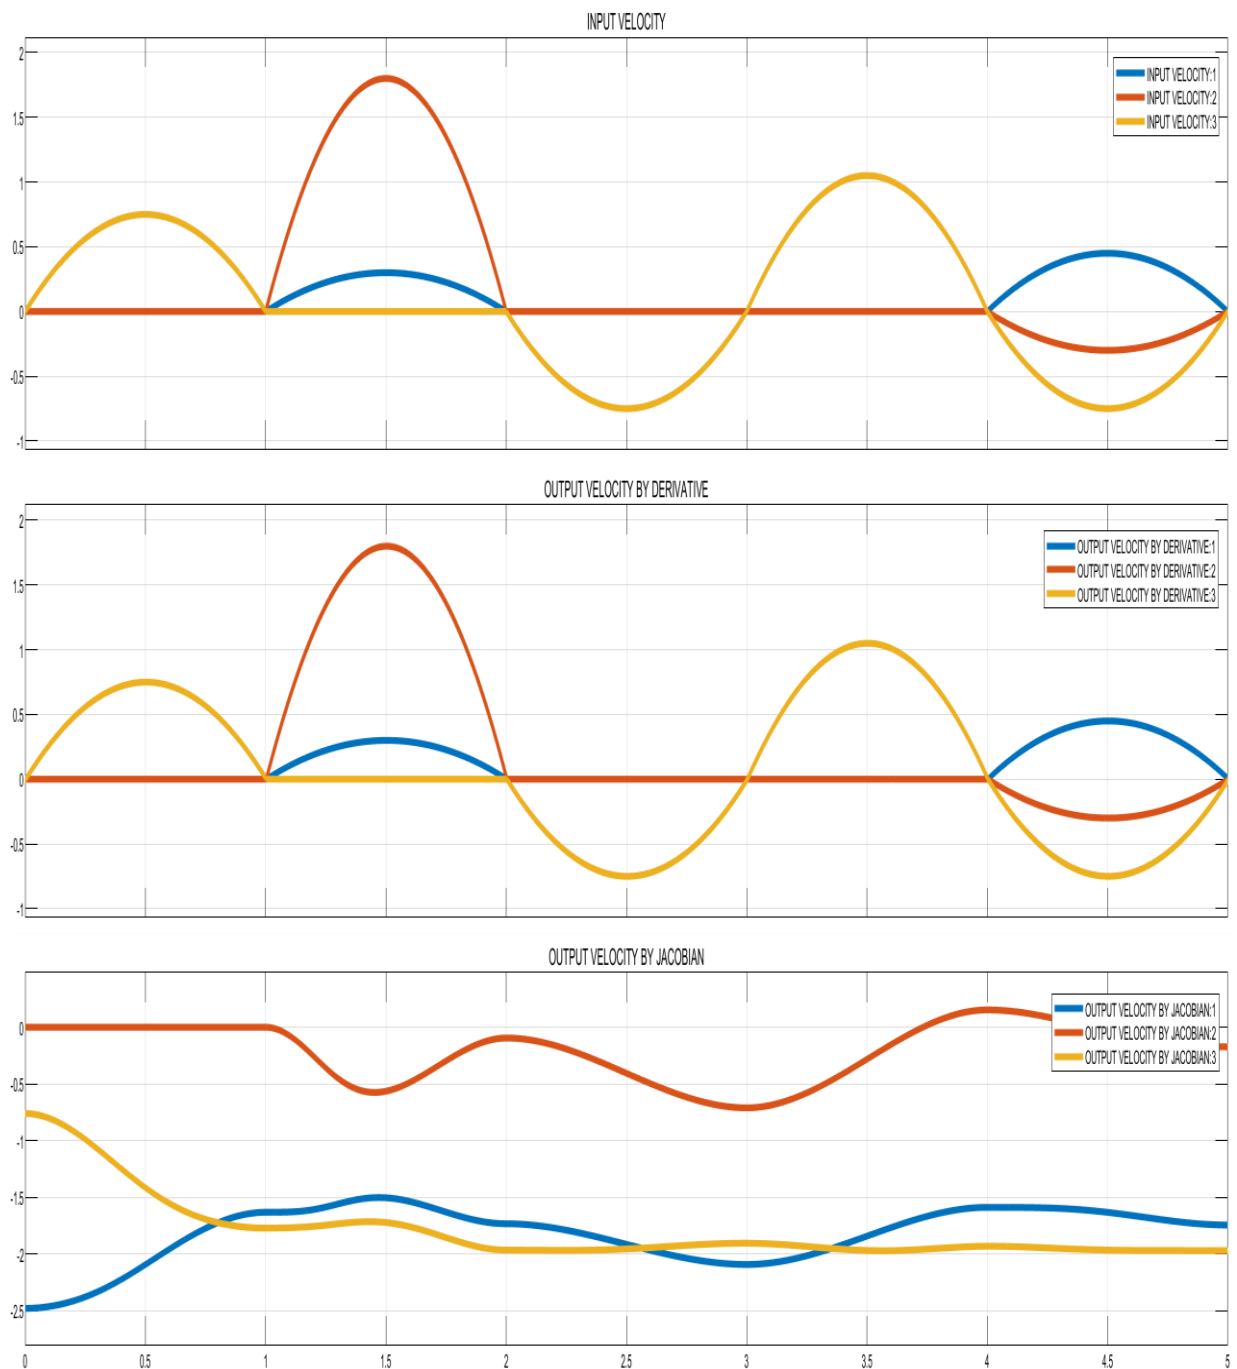 INPUT VELOCITY
2
1.5
1
0.5
0
-0.5
-1
INPUT VELOCITY:1
INPUT VELOCITY:2
INPUT VELOCITY:3
OUTPUT VELOCITY BY DERIVATIVE
2
1.5
1
0.5
0
-0.5
-1
OUTPUT VELOCITY BY DERIVATIVE:1
OUTPUT VELOCITY BY DERIVATIVE:2
OUTPUT VELOCITY BY DERIVATIVE:3
OUTPUT VELOCITY BY JACOBIAN
0
-0.5
-1
-1.5
-2
-2.5
OUTPUT VELOCITY BY JACOBIAN:1
OUTPUT VELOCITY BY JACOBIAN:2
OUTPUT VELOCITY BY JACOBIAN:3
0 0.5 1 1.5 2 2.5 3 3.5 4 4.5 5